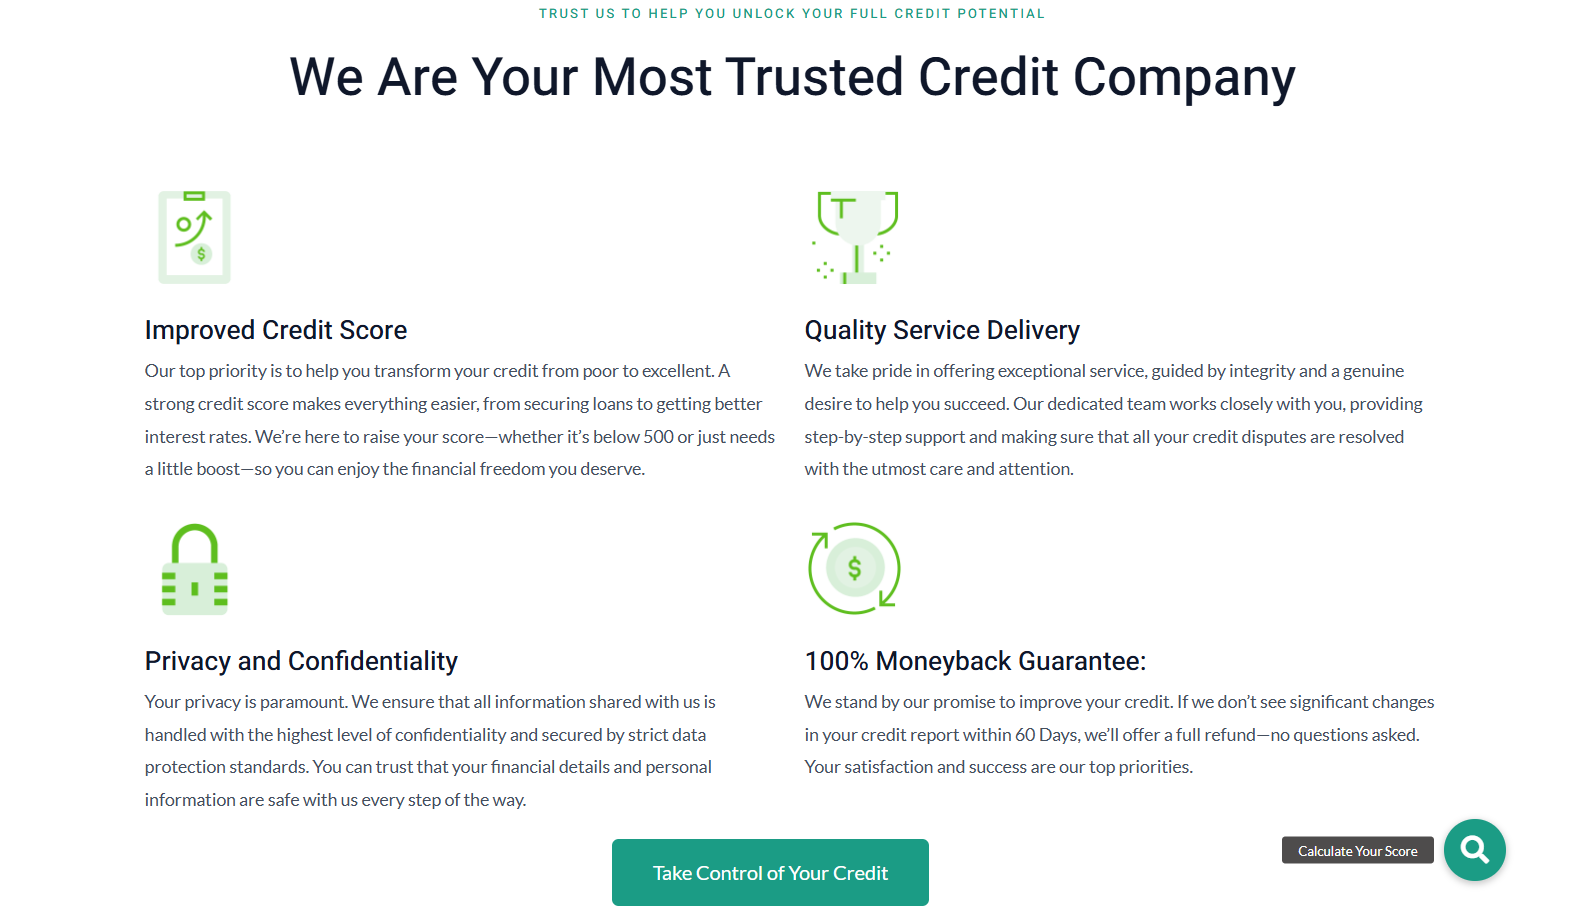 TRUST US TO HELP YOU UNLOCK YOUR FULL CREDIT POTENTIAL
We Are Your Most Trusted Credit Company
Improved Credit Score
Our top priority is to help you transform your credit from poor to excellent. A
strong credit score makes everything easier, from securing loans to getting better
interest rates. We’re here to raise your score—whether it’s below 500 or just needs
a little boost—so you can enjoy the financial freedom you deserve.
Quality Service Delivery
We take pride in offering exceptional service, guided by integrity and a genuine
desire to help you succeed. Our dedicated team works closely with you, providing
step-by-step support and making sure that all your credit disputes are resolved
with the utmost care and attention.
Privacy and Confidentiality
Your privacy is paramount. We ensure that all information shared with us is
handled with the highest level of confidentiality and secured by strict data
protection standards. You can trust that your financial details and personal
information are safe with us every step of the way.
$
100% Moneyback Guarantee:
We stand by our promise to improve your credit. If we don’t see significant changes
in your credit report within 60 Days, we’ll offer a full refund—no questions asked.
Your satisfaction and success are our top priorities.
Take Control of Your Credit
Calculate Your Score